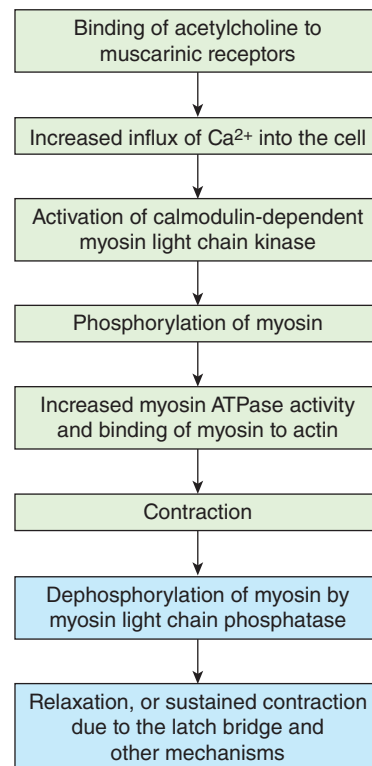 Binding of acetylcholine to
muscarinic receptors
Increased influx of Ca²⁺ into the cell
Activation of calmodulin-dependent
myosin light chain kinase
Phosphorylation of myosin
Increased myosin ATPase activity
and binding of myosin to actin
Contraction
Dephosphorylation of myosin by
myosin light chain phosphatase
Relaxation, or sustained contraction
due to the latch bridge and
other mechanisms